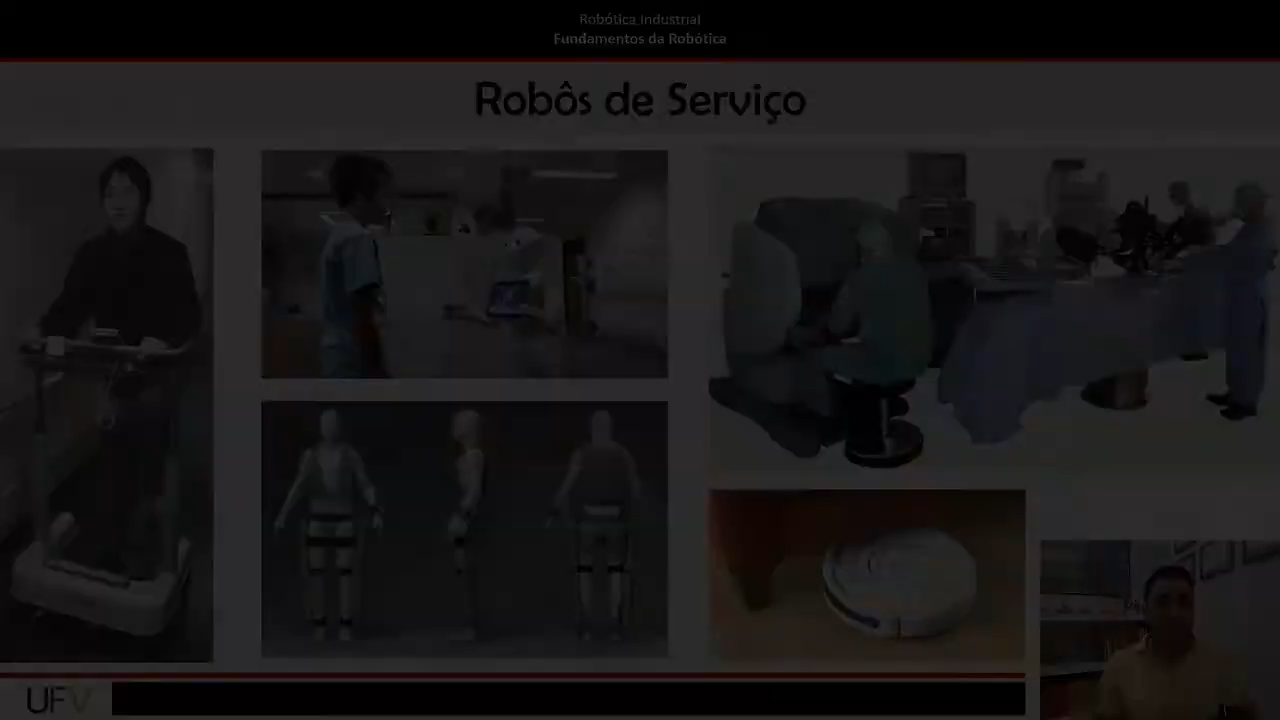 Robótica Industrial
Fundamentos da Robótica
Robôs de Serviço
UFV